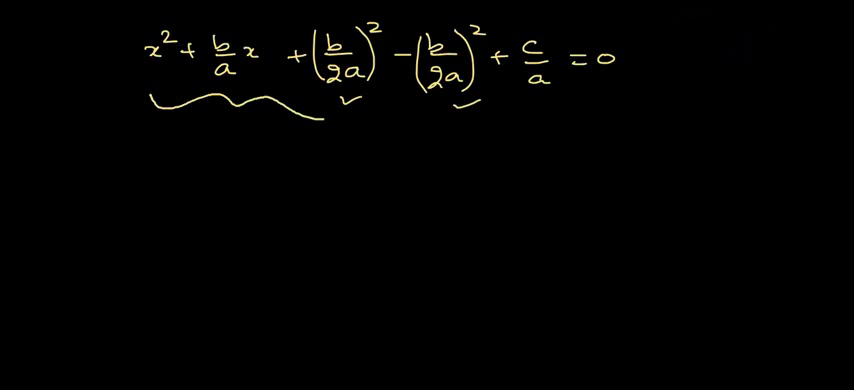 x² + b/a x + (b/2a)² - (b/2a)² + c/a = 0